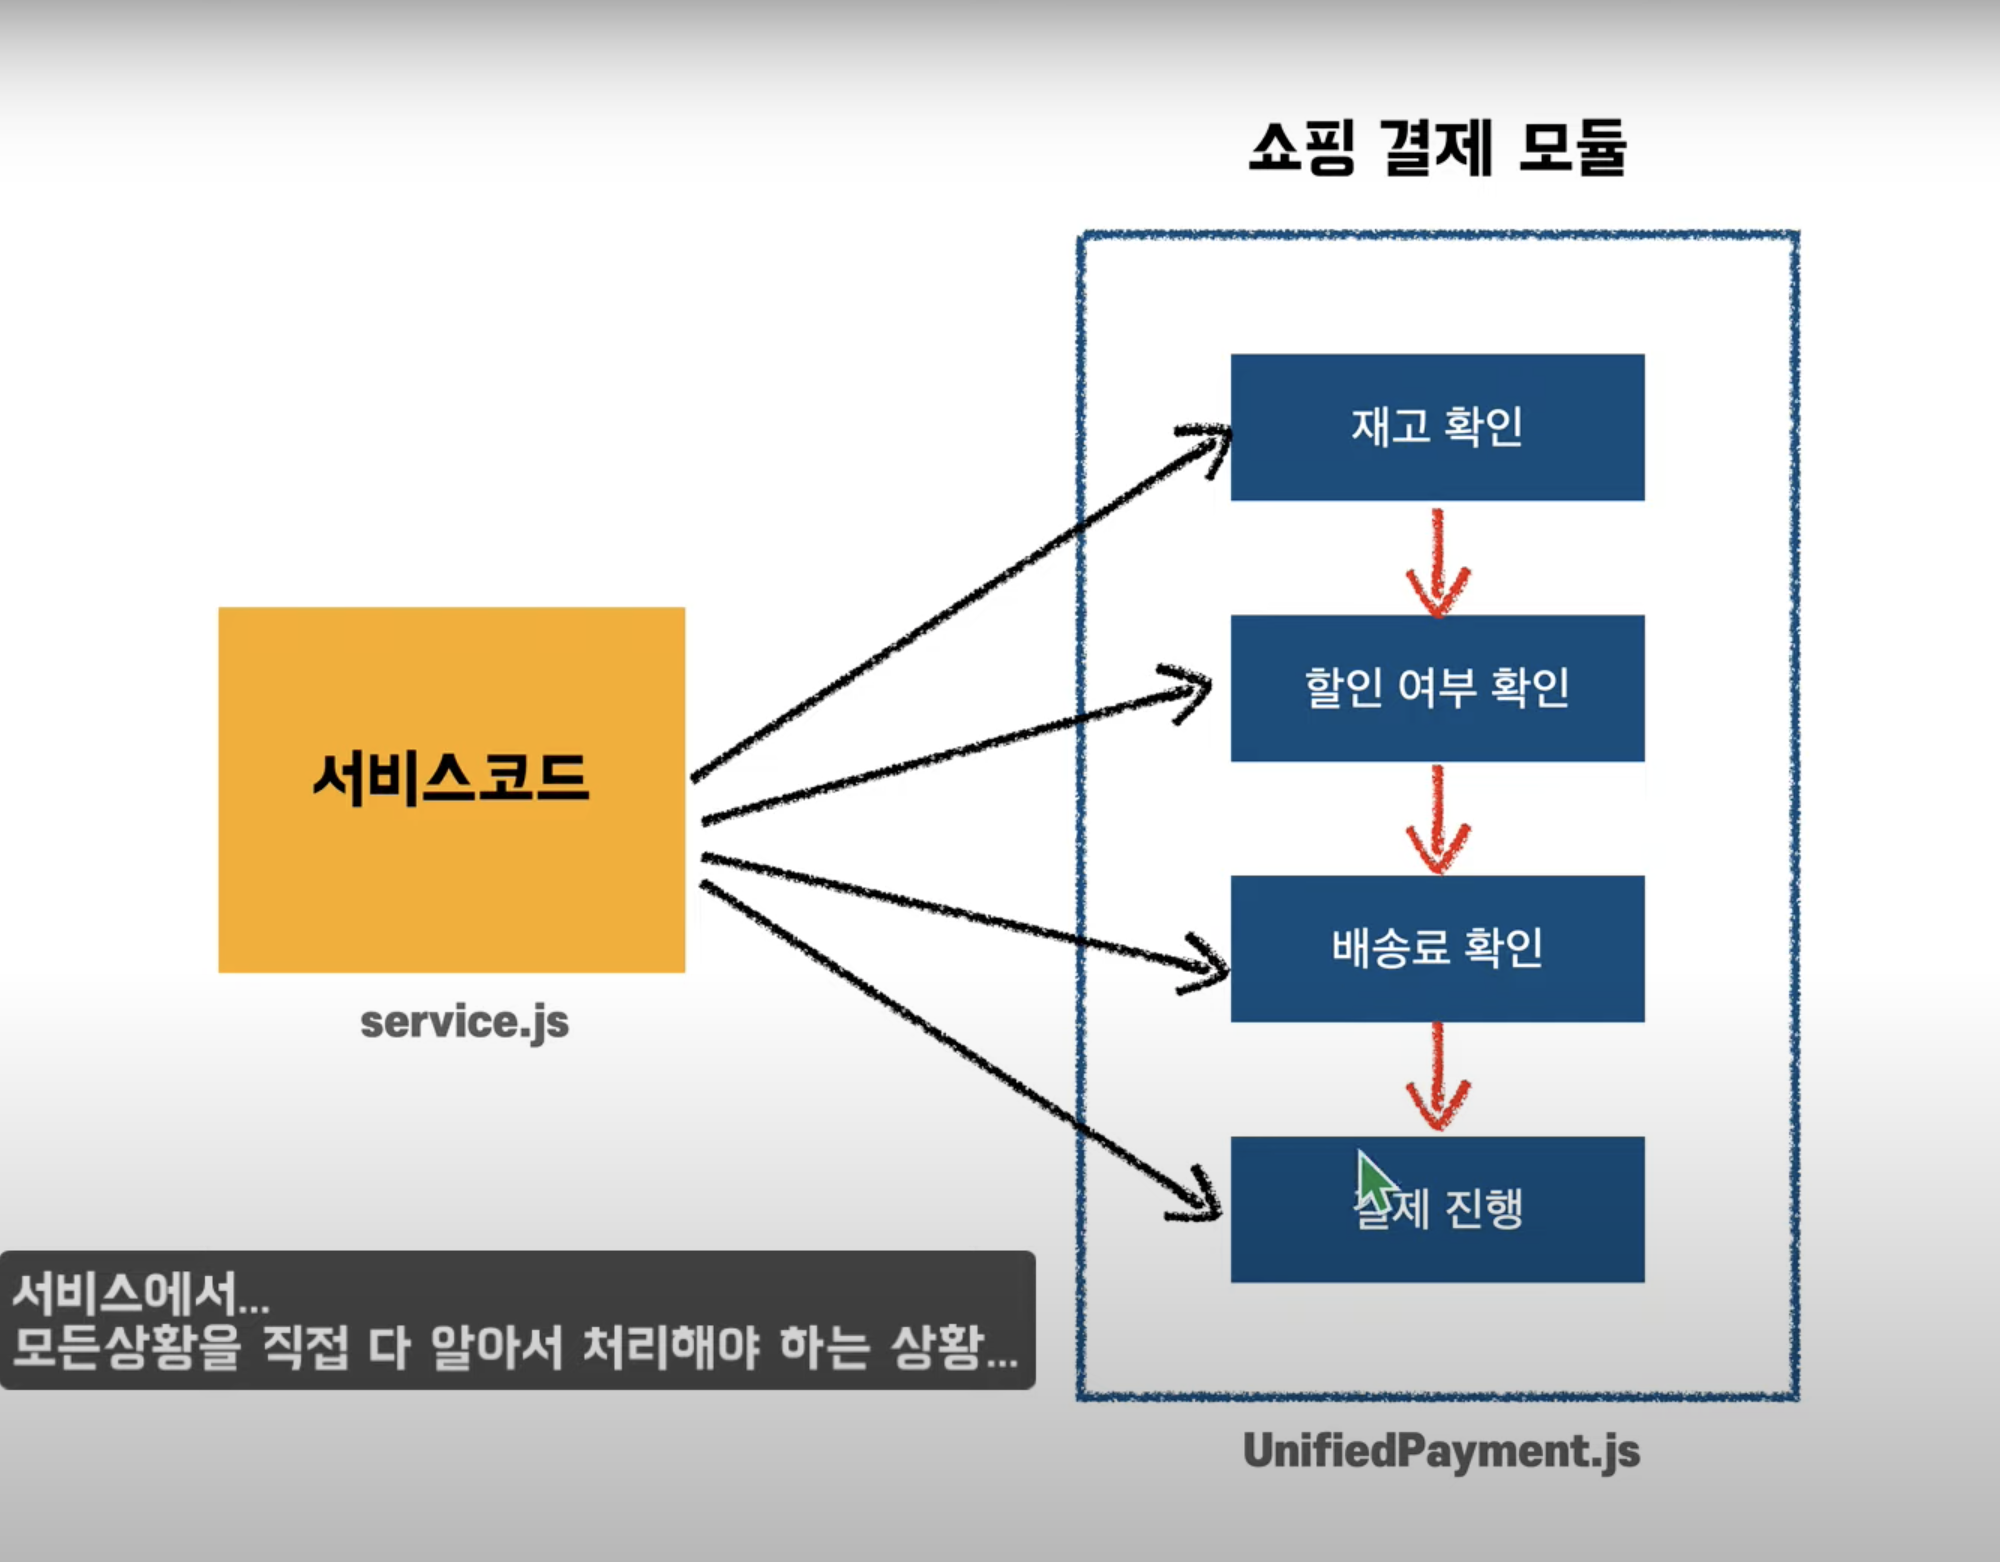 쇼핑 결제 모듈
재고 확인
할인 여부 확인
서비스코드
배송료 확인
service.js
진행
서비스에서...
모든상황을 직접 다 알아서 처리해야 하는 상황...
UnifiedPayment.js